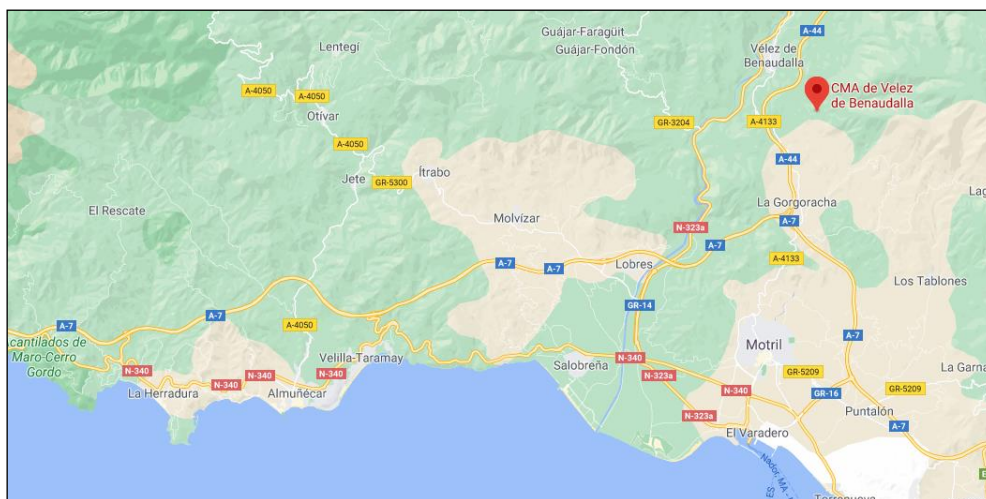 Guájar-Faragüit
Guájar-Fondón
Lentegí
A-44
Vélez de
Benaudalla
A-4050
A-4050
CMA de Velez
de Benaudalla
Otívar
GR-3204
A-4133
A-4050
A-44
Jete
GR-5300
Ítrabo
La Gorgoracha
El Rescate
Molvízar
N-323a
A-7
A-7
A-7
A-7
Lobres
A-4133
Los Tablones
GR-14
A-7
A-4050
A-7
A-7
Acantilados de
Maro-Cerro
Gordo
Velilla-Taramay
Motril
N-340
N-340
N-340
N-340
N-340
Salobreña
N-323a
GR-5209
La Herradura
Almuñécar
N-340
GR-16
GR-5209
Puntalón
N-323a
El Varadero
A-7
Nador, MA